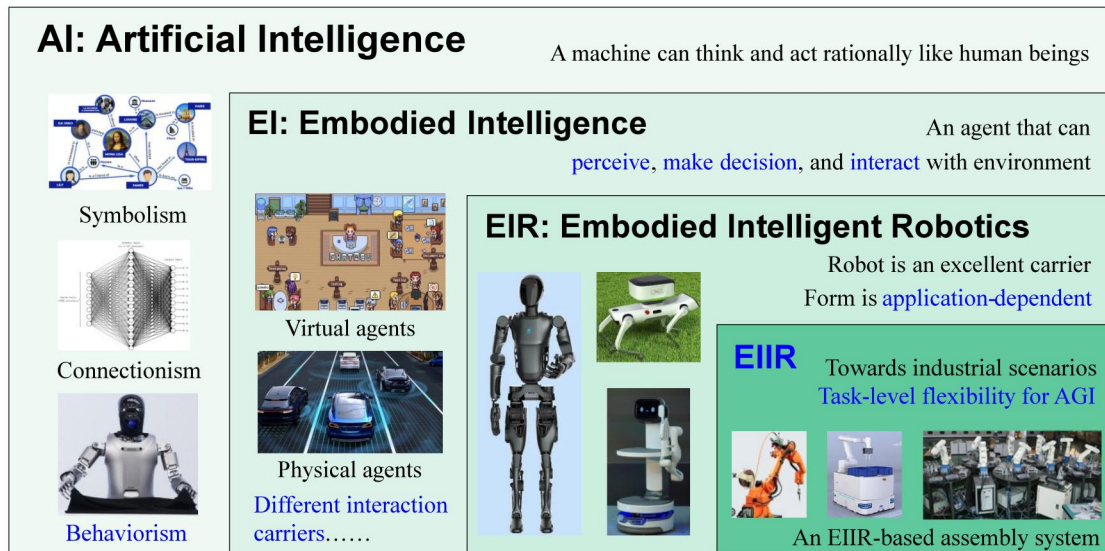 AI: Artificial Intelligence
A machine can think and act rationally like human beings
Symbolism
Connectionism
Behaviorism
EI: Embodied Intelligence
An agent that can
perceive, make decision, and interact with environment
Virtual agents
Physical agents
Different interaction
carriers……
EIR: Embodied Intelligent Robotics
Robot is an excellent carrier
Form is application-dependent
EIIR
Towards industrial scenarios
Task-level flexibility for AGI
An EIIR-based assembly system